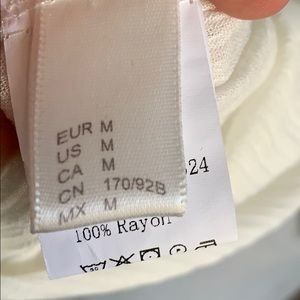 EUR M
US M
CA M
CN 170/92B
MX M
24
100% Rayon